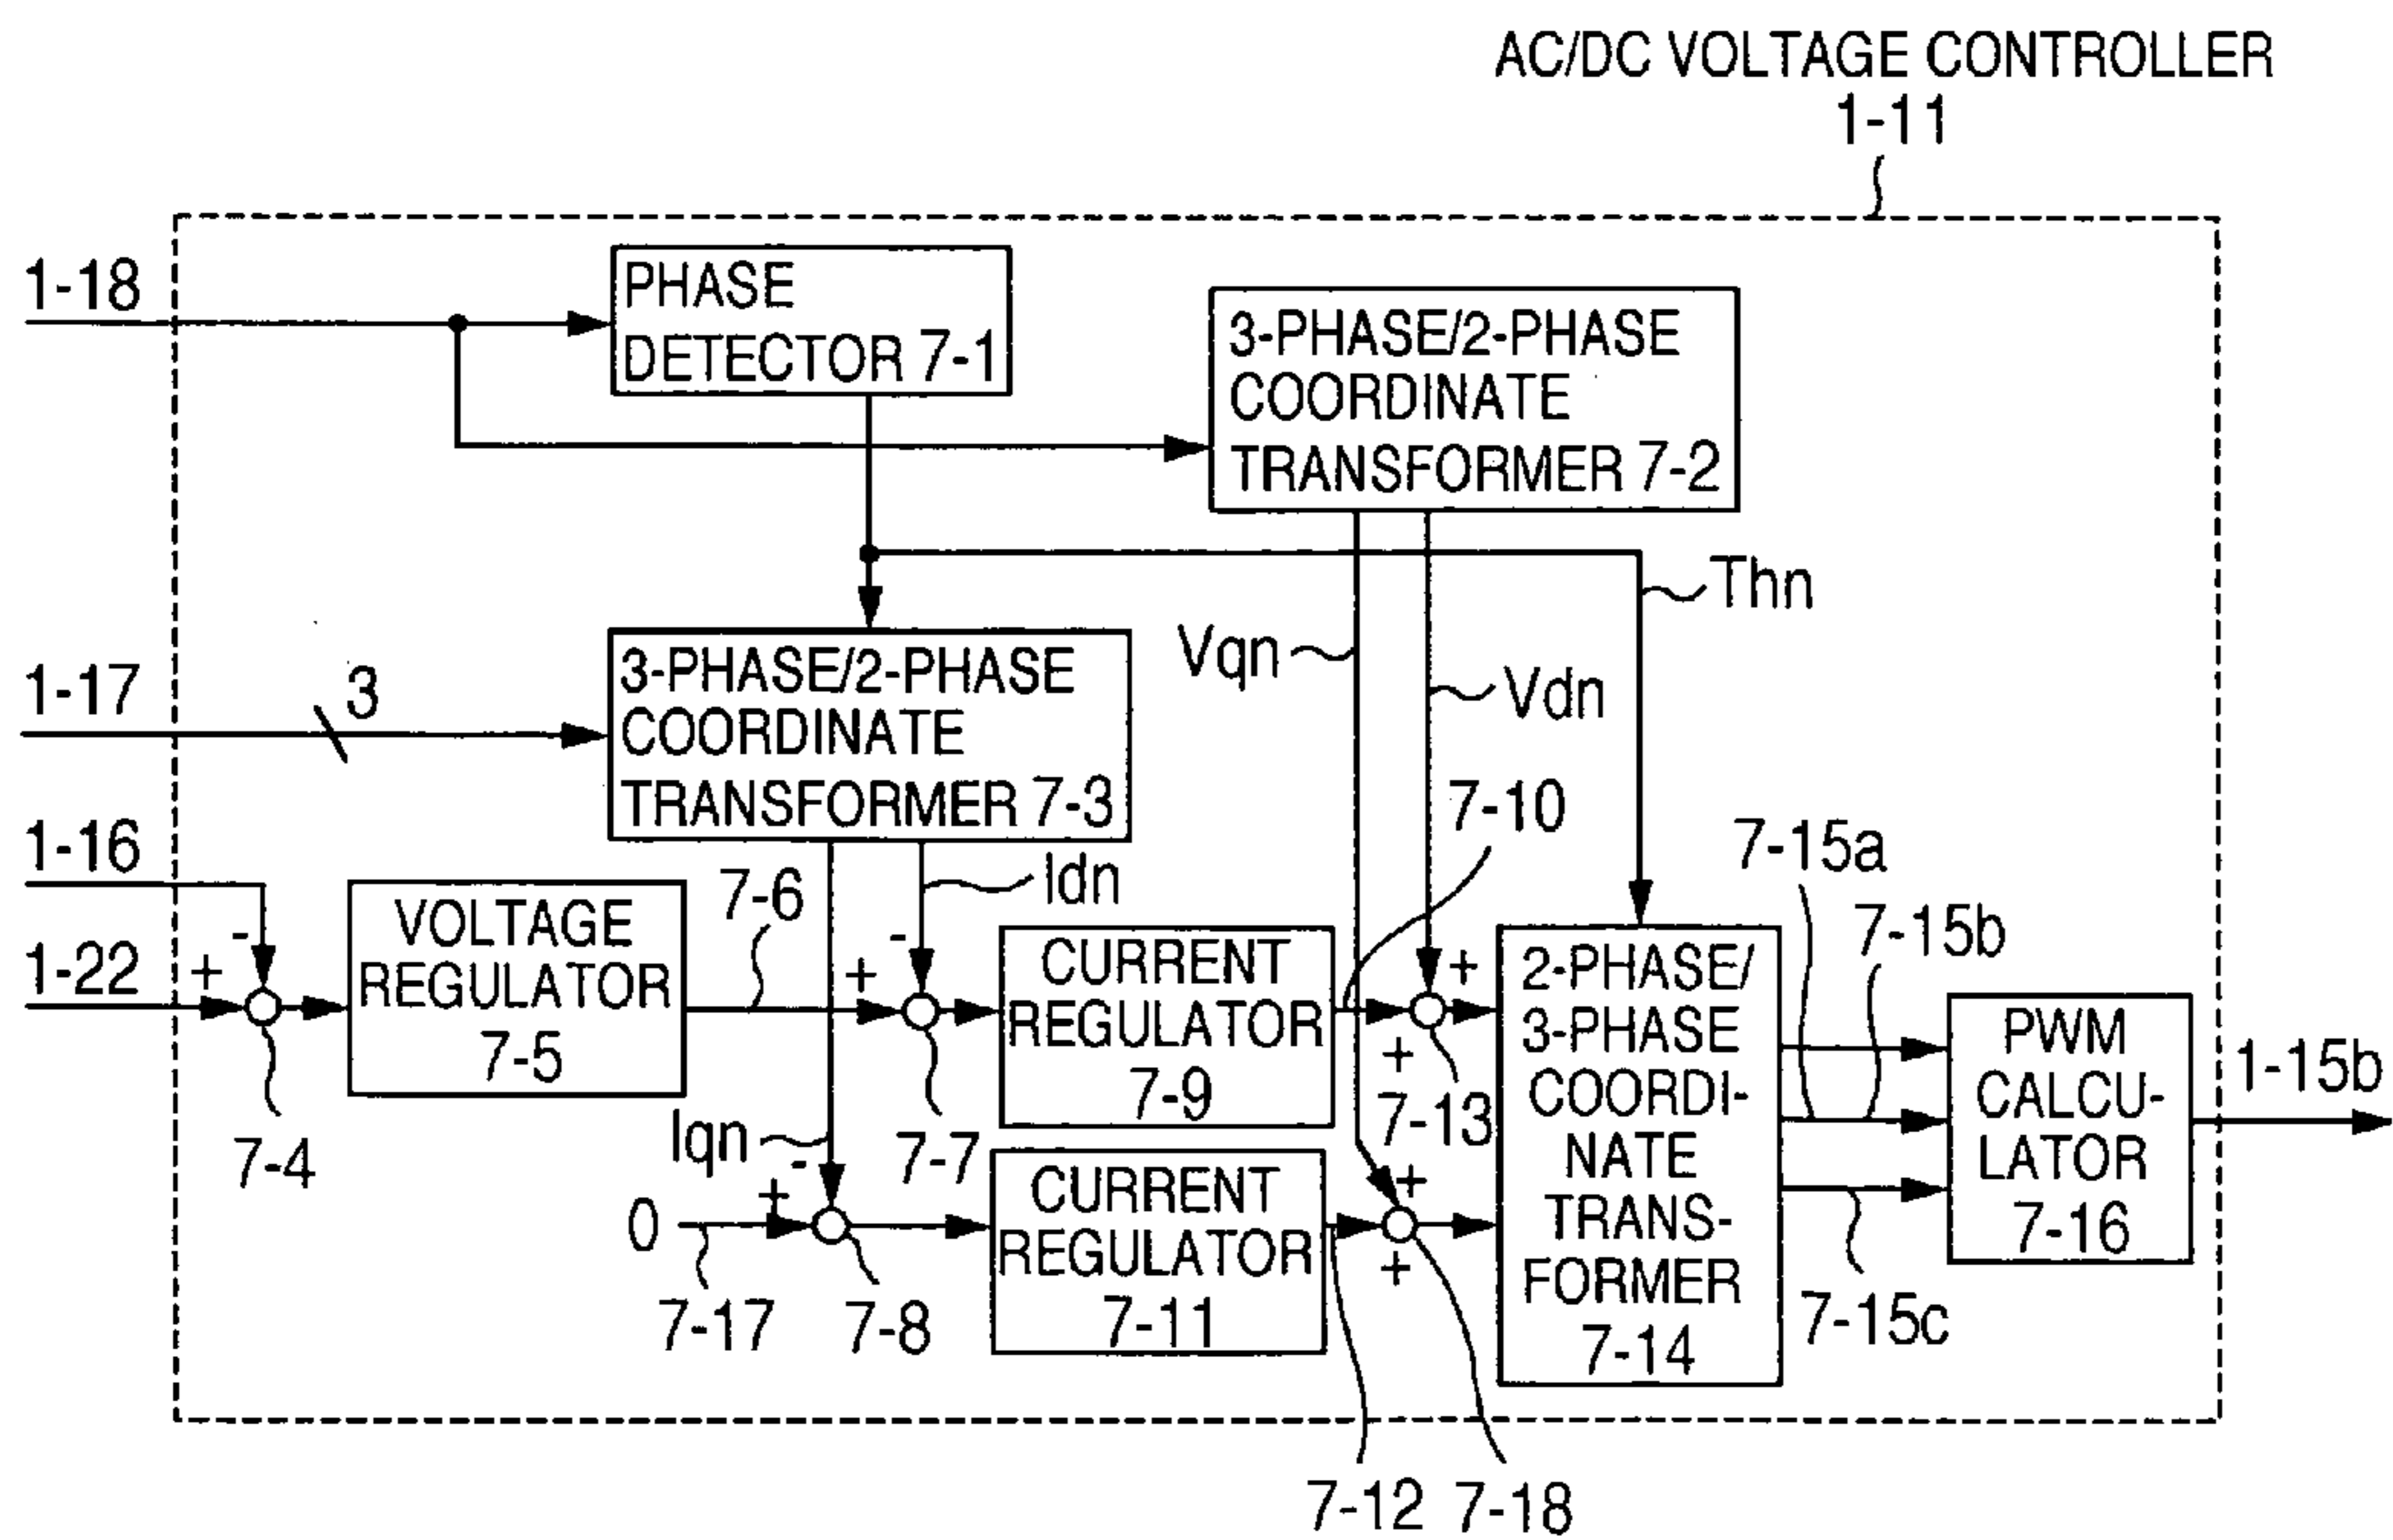 AC/DC VOLTAGE CONTROLLER
1-11
1-18
PHASE
DETECTOR 7-1
3-PHASE/2-PHASE
COORDINATE
TRANSFORMER 7-2
Thn
Vqn
Vdn
1-17
3
3-PHASE/2-PHASE
COORDINATE
TRANSFORMER 7-3
7-10
1-16
7-6
Idn
7-15a
7-15b
1-22
+
-
VOLTAGE
REGULATOR
7-5
+
-
CURRENT
REGULATOR
7-9
+
+
7-13
2-PHASE/
3-PHASE
COORDI-
NATE
TRANS-
FORMER
7-14
PWM
CALCU-
LATOR
7-16
1-15b
7-4
Iqn
-
7-7
0
+
7-17
7-8
CURRENT
REGULATOR
7-11
+
+
7-15c
7-12
7-18